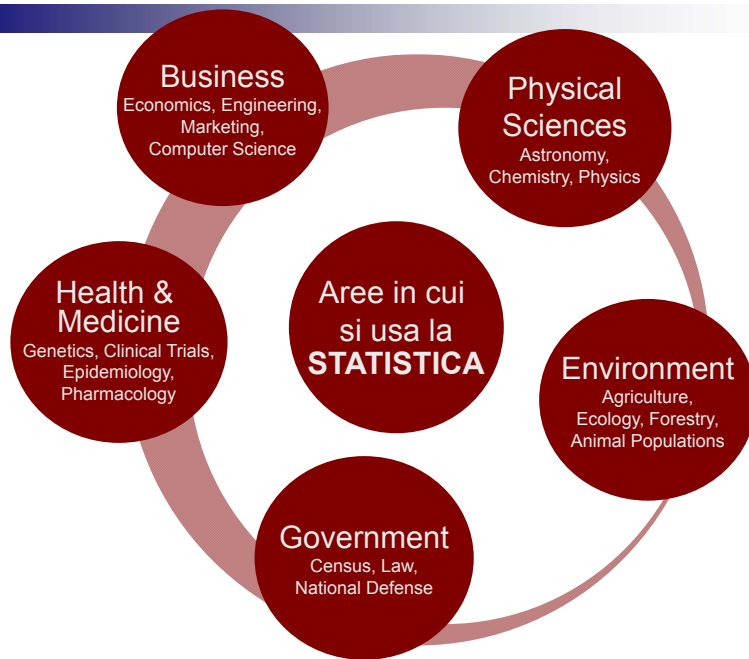 Business
Economics, Engineering,
Marketing,
Computer Science
Physical
Sciences
Astronomy,
Chemistry, Physics
Health &
Medicine
Genetics, Clinical Trials,
Epidemiology,
Pharmacology
Aree in cui
si usa la
STATISTICA
Environment
Agriculture,
Ecology, Forestry,
Animal Populations
Government
Census, Law,
National Defense